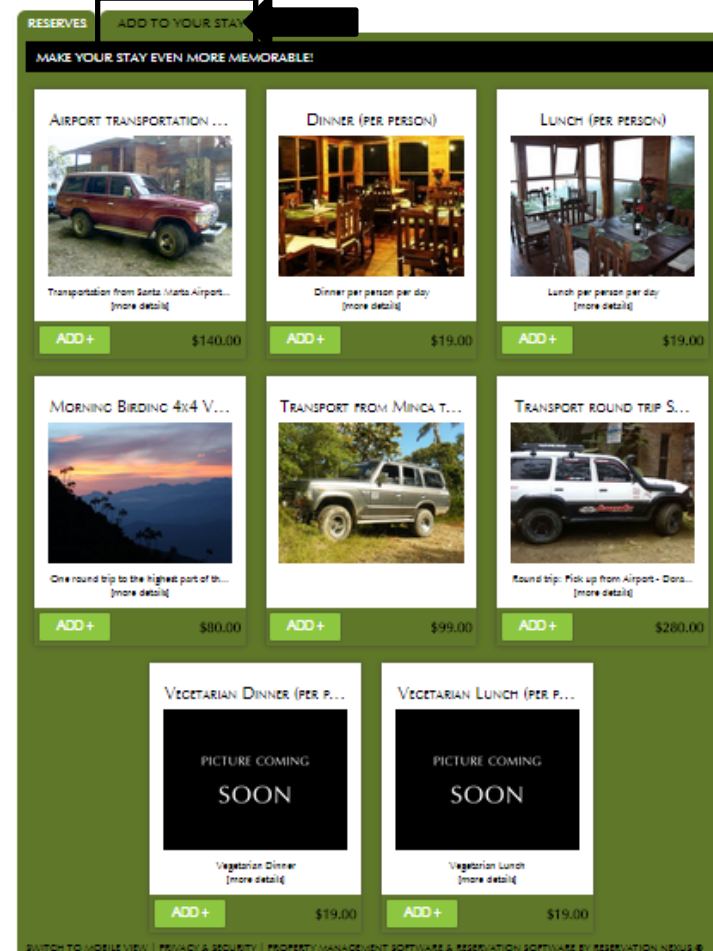 RESERVES
ADD TO YOUR STAY
MAKE YOUR STAY EVEN MORE MEMORABLE!
AIRPORT TRANSPORTATION ...
DINNER (PER PERSON)
LUNCH (PER PERSON)
Transportation from Santa Marta Airport...
[more details]
Dinner per person per day
[more details]
Lunch per person per day
[more details]
ADD +
$140.00
ADD +
$19.00
ADD +
$19.00
MORNING BIRDING 4X4 V...
TRANSPORT FROM MINCA T...
TRANSPORT ROUND TRIP S...
One round trip to the highest part of th...
[more details]
Round trip: Pick up from Airport - Dora...
[more details]
ADD +
$80.00
ADD +
$99.00
ADD +
$280.00
VEGETARIAN DINNER (PER P...
VEGETARIAN LUNCH (PER P...
PICTURE COMING
SOON
PICTURE COMING
SOON
Vegetarian Dinner
[more details]
Vegetarian Lunch
[more details]
ADD +
$19.00
ADD +
$19.00
SWITCH TO MOBILE VIEW | PRIVACY & SECURITY | PROPERTY MANAGEMENT SOFTWARE & RESERVATION SOFTWARE BY RESERVATION NEXUS ©